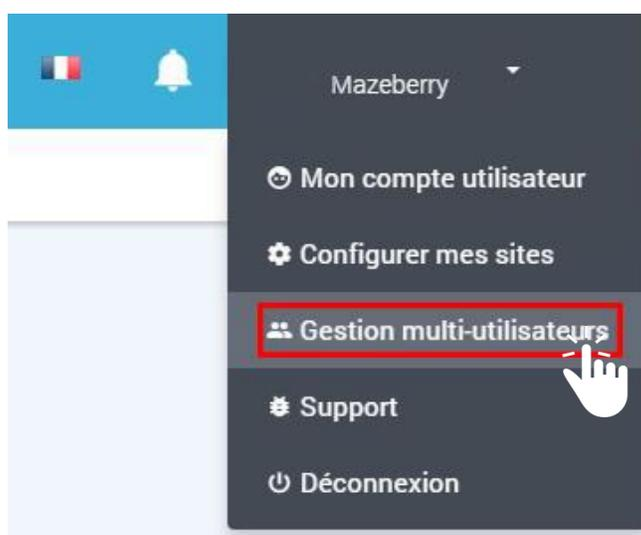 Mazeberry
Mon compte utilisateur
Configurer mes sites
Gestion multi-utilisateurs
Support
Déconnexion